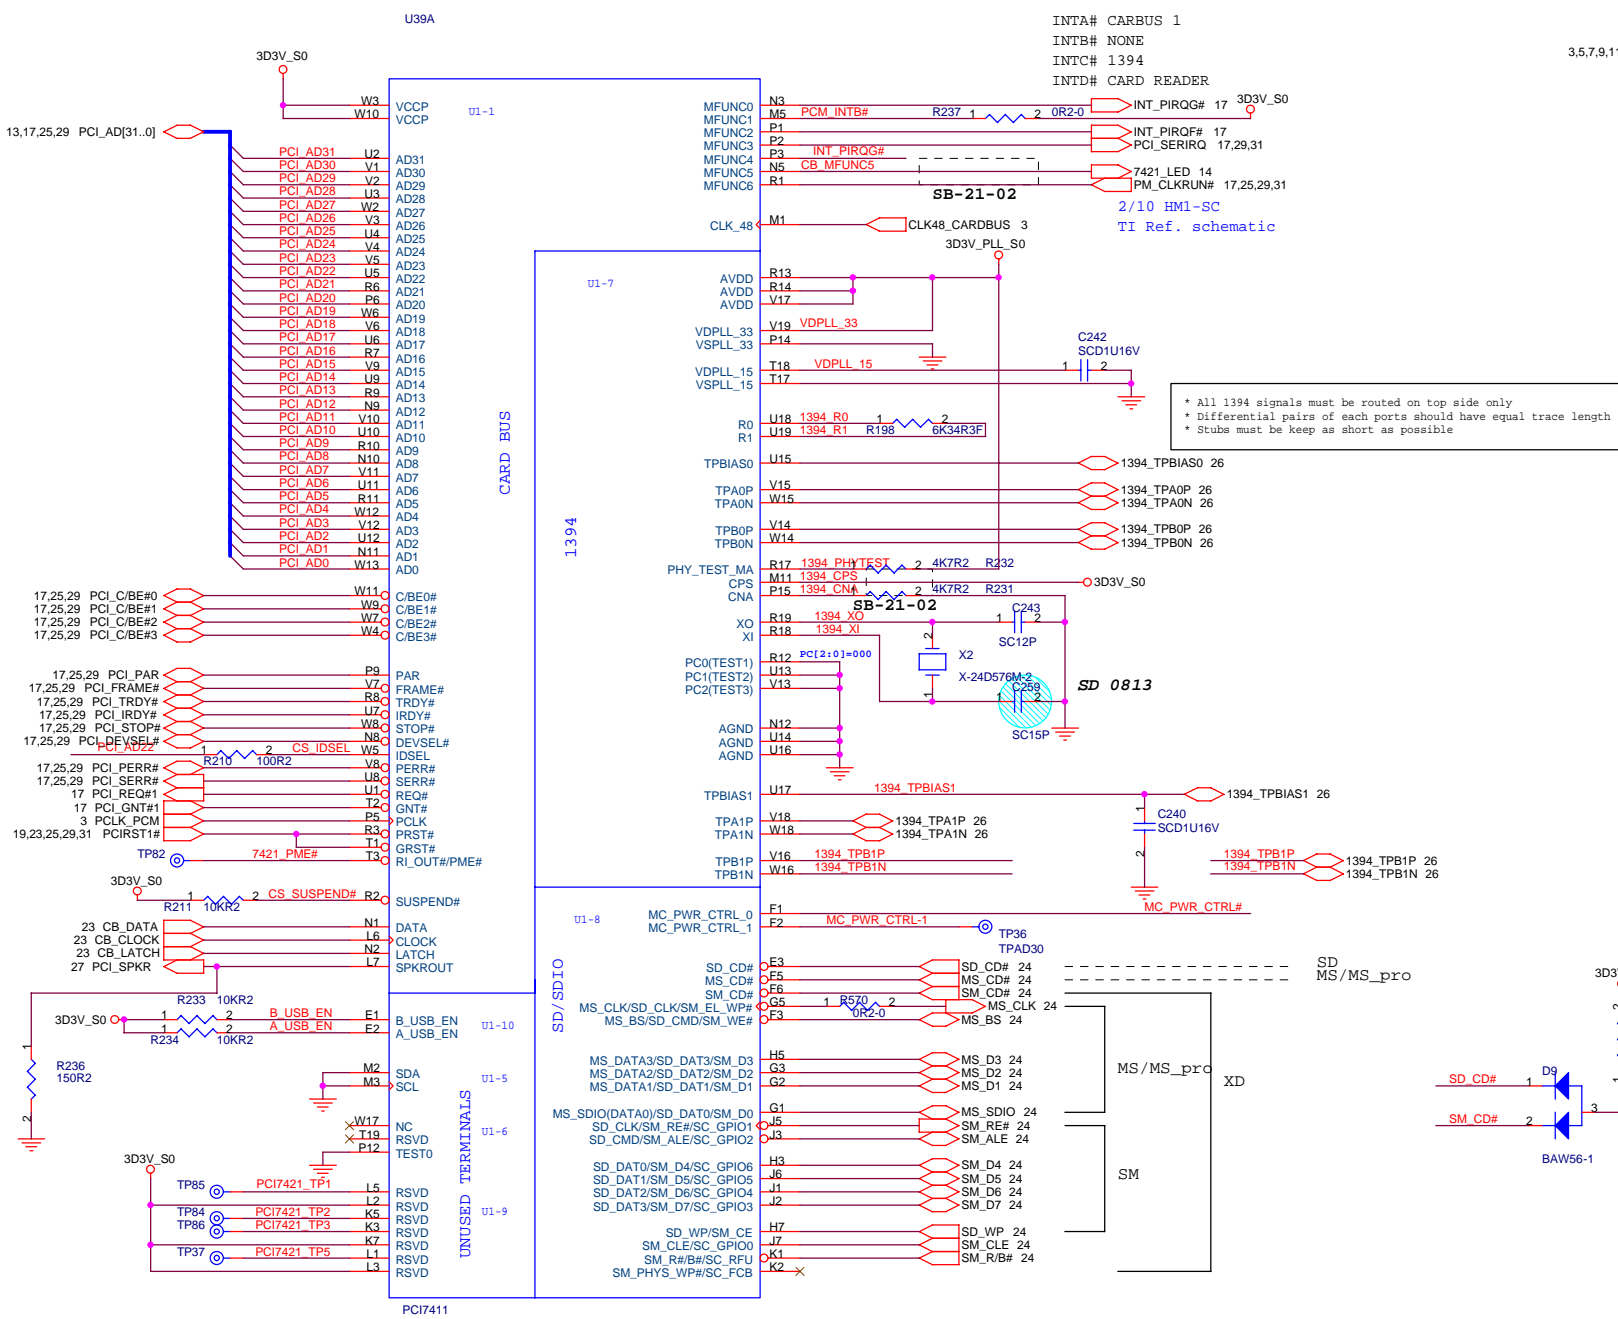 U39A
INTA# CARBUS 1
INTB# NONE
INTC# 1394
INTD# CARD READER
3,5,7,9,11
3D3V_S0
W3 VCCP
W10 VCCP
U1-1
13,17,25,29 PCI_AD[31..0]
PCI_AD31 U2 AD31
PCI_AD30 V1 AD30
PCI_AD29 V2 AD29
PCI_AD28 U3 AD28
PCI_AD27 W2 AD27
PCI_AD26 V3 AD26
PCI_AD25 U4 AD25
PCI_AD24 V4 AD24
PCI_AD23 V5 AD23
PCI_AD22 U5 AD22
PCI_AD21 R6 AD21
PCI_AD20 P6 AD20
PCI_AD19 W6 AD19
PCI_AD18 V6 AD18
PCI_AD17 U6 AD17
PCI_AD16 R7 AD16
PCI_AD15 V9 AD15
PCI_AD14 U9 AD14
PCI_AD13 R9 AD13
PCI_AD12 N9 AD12
PCI_AD11 V10 AD11
PCI_AD10 U10 AD10
PCI_AD9 R10 AD9
PCI_AD8 N10 AD8
PCI_AD7 V11 AD7
PCI_AD6 U11 AD6
PCI_AD5 R11 AD5
PCI_AD4 W12 AD4
PCI_AD3 V12 AD3
PCI_AD2 U12 AD2
PCI_AD1 N11 AD1
PCI_AD0 W13 AD0
17,25,29 PCI_C/BE#0 W11 C/BE0#
17,25,29 PCI_C/BE#1 W9 C/BE1#
17,25,29 PCI_C/BE#2 W7 C/BE2#
17,25,29 PCI_C/BE#3 W4 C/BE3#
17,25,29 PCI_PAR P9 PAR
17,25,29 PCI_FRAME# V7 FRAME#
17,25,29 PCI_TRDY# R8 TRDY#
17,25,29 PCI_IRDY# U7 IRDY#
17,25,29 PCI_STOP# W8 STOP#
17,25,29 PCI_DEVSEL# N8 DEVSEL#
PCI_AD22 1 2 CS_IDSEL W5 IDSEL
R210 100R2
17,25,29 PCI_PERR# V8 PERR#
17,25,29 PCI_SERR# U8 SERR#
17 PCI_REQ#1 U1 REQ#
17 PCI_GNT#1 T2 GNT#
3 PCLK_PCM P5 PCLK
19,23,25,29,31 PCIRST1# R3 PRST#
T1 GRST#
TP82 7421_PME# T3 RI_OUT#/PME#
3D3V_S0
1 2 CS_SUSPEND# R2 SUSPEND#
R211 10KR2
23 CB_DATA N1 DATA
23 CB_CLOCK L6 CLOCK
23 CB_LATCH N2 LATCH
27 PCI_SPKR L7 SPKROUT
R233 10KR2
3D3V_S0 1 2 B_USB_EN E1 B_USB_EN
1 2 A_USB_EN E2 A_USB_EN
R234 10KR2
U1-10
1
R236
150R2
2
M2 SDA
M3 SCL
U1-5
W17 NC
T19 RSVD
P12 TEST0
U1-6
3D3V_S0
TP85 PCI7421_TP1 L5 RSVD
L2 RSVD
TP84 PCI7421_TP2 K5 RSVD
TP86 PCI7421_TP3 K3 RSVD
K7 RSVD
TP37 PCI7421_TP5 L1 RSVD
L3 RSVD
U1-9
PCI7411
CARD BUS
1394
SD/SDIO
UNUSED TERMINALS
MFUNC0 N3 INT_PIRQG# 17
MFUNC1 M5 PCM_INTB# R237 1 2 0R2-0 3D3V_S0
MFUNC2 P1 INT_PIRQF# 17
MFUNC3 P2 PCI_SERIRQ 17,29,31
MFUNC4 P3 INT_PIRQG#
MFUNC5 N5 CB_MFUNC5 7421_LED 14
MFUNC6 R1 PM_CLKRUN# 17,25,29,31
SB-21-02
2/10 HM1-SC
TI Ref. schematic
CLK_48 M1 CLK48_CARDBUS 3
3D3V_PLL_S0
U1-7
AVDD R13
AVDD R14
AVDD V17
VDPLL_33 V19 VDPLL_33
VSPLL_33 P14
VDPLL_15 T18 VDPLL_15
VSPLL_15 T17
C242
SCD1U16V
1 2
* All 1394 signals must be routed on top side only
* Differential pairs of each ports should have equal trace length
* Stubs must be keep as short as possible
R0 U18 1394_R0 1 2
R1 U19 1394_R1 R198 6K34R3F
TPBIAS0 U15 1394_TPBIAS0 26
TPA0P V15 1394_TPA0P 26
TPA0N W15 1394_TPA0N 26
TPB0P V14 1394_TPB0P 26
TPB0N W14 1394_TPB0N 26
PHY_TEST_MA R17 1394_PHYTEST 1 2 4K7R2 R232
CPS M11 1394_CPS 3D3V_S0
CNA P15 1394_CNA 1 2 4K7R2 R231
SB-21-02
C243
1 2
SC12P
XO R19 1394_XO
XI R18 1394_XI
2
X2
X-24D576M-2
1
C259
1 2
SC15P
SD 0813
PC[2:0]=000
PC0(TEST1) R12
PC1(TEST2) U13
PC2(TEST3) V13
AGND N12
AGND U14
AGND U16
TPBIAS1 U17 1394_TPBIAS1 1394_TPBIAS1 26
1
C240
SCD1U16V
2
TPA1P V18 1394_TPA1P 26
TPA1N W18 1394_TPA1N 26
TPB1P V16 1394_TPB1P 1394_TPB1P 1394_TPB1P 26
TPB1N W16 1394_TPB1N 1394_TPB1N 1394_TPB1N 26
U1-8
MC_PWR_CTRL_0 F1 MC_PWR_CTRL#
MC_PWR_CTRL_1 F2 MC_PWR_CTRL-1
TP36
TPAD30
SD_CD# E3 SD_CD# 24 SD
MS_CD# F5 MS_CD# 24 MS/MS_pro
SM_CD# F6 SM_CD# 24
MS_CLK/SD_CLK/SM_EL_WP# G5 1 R570 2 MS_CLK 24
0R2-0
MS_BS/SD_CMD/SM_WE# F3 MS_BS 24
MS_DATA3/SD_DAT3/SM_D3 H5 MS_D3 24
MS_DATA2/SD_DAT2/SM_D2 G3 MS_D2 24
MS_DATA1/SD_DAT1/SM_D1 G2 MS_D1 24
MS/MS_pro
XD
MS_SDIO(DATA0)/SD_DAT0/SM_D0 G1 MS_SDIO 24
SD_CLK/SM_RE#/SC_GPIO1 J5 SM_RE# 24
SD_CMD/SM_ALE/SC_GPIO2 J3 SM_ALE 24
SD_DAT0/SM_D4/SC_GPIO6 H3 SM_D4 24
SD_DAT1/SM_D5/SC_GPIO5 J6 SM_D5 24
SD_DAT2/SM_D6/SC_GPIO4 J1 SM_D6 24
SD_DAT3/SM_D7/SC_GPIO3 J2 SM_D7 24
SM
SD_WP/SM_CE H7 SD_WP 24
SM_CLE/SC_GPIO0 J7 SM_CLE 24
SM_R#/B#/SC_RFU K1 SM_R/B# 24
SM_PHYS_WP#/SC_FCB K2
3D3
2
1
D9
SD_CD# 1
3
SM_CD# 2
BAW56-1